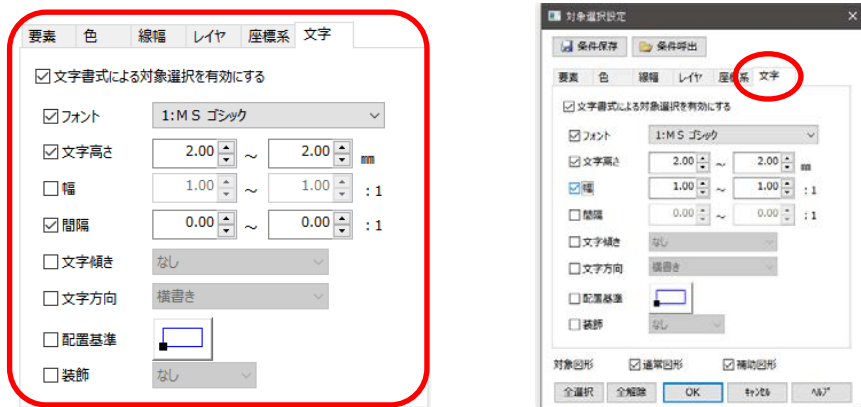 要素 色 線幅 レイヤ 座標系 文字
文字書式による対象選択を有効にする
フォント 1:ＭＳ ゴシック
文字高さ 2.00 ～ 2.00 ㎜
幅 1.00 ～ 1.00 : 1
間隔 0.00 ～ 0.00 : 1
文字傾き なし
文字方向 横書き
配置基準
装飾 なし
対象選択設定
条件保存 条件呼出
要素 色 線幅 レイヤ 座標系 文字
文字書式による対象選択を有効にする
フォント 1:ＭＳ ゴシック
文字高さ 2.00 ～ 2.00 ㎜
幅 1.00 ～ 1.00 : 1
間隔 0.00 ～ 0.00 : 1
文字傾き なし
文字方向 横書き
配置基準
装飾 なし
対象図形 通常図形 補助図形
全選択 全解除 OK ｷｬﾝｾﾙ ﾍﾙﾌﾟ